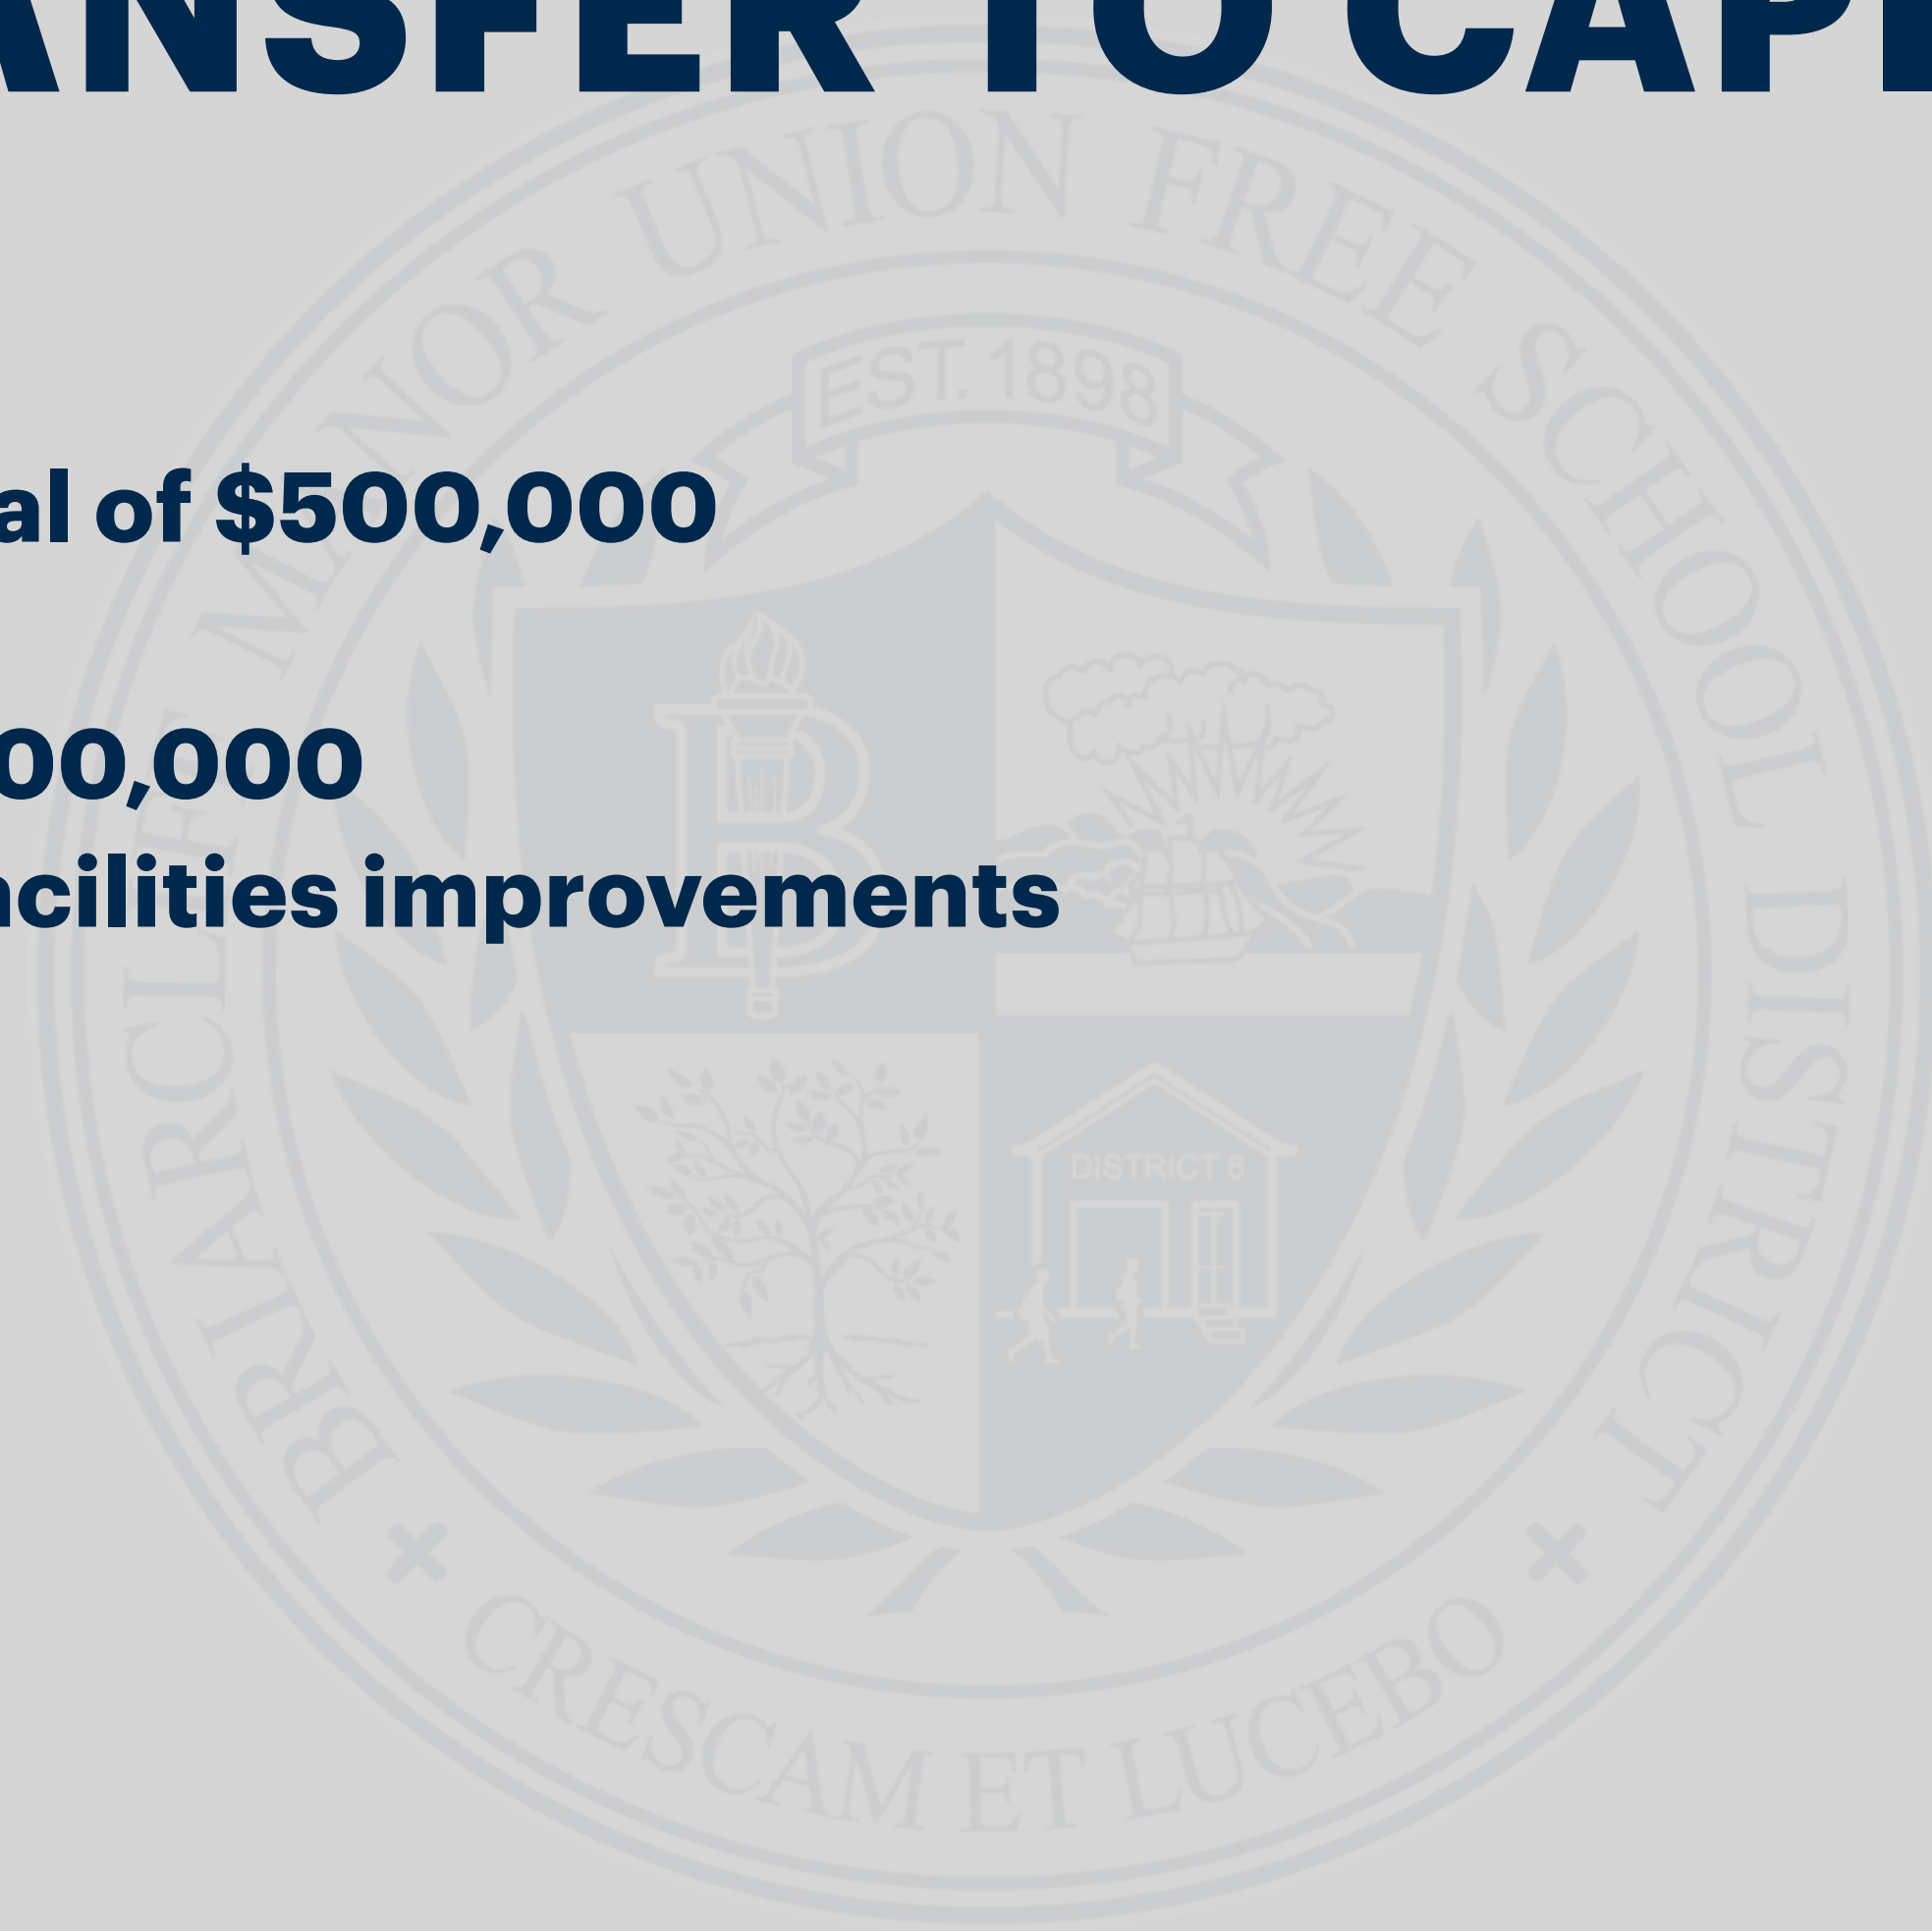 ANSFER TO CAPI
al of $500,000
00,000
acilities improvements
BRIARCLIFF MANOR UNION FREE SCHOOL DISTRICT
EST. 1898
B
DISTRICT 6
CRESCAM ET LUCEBO